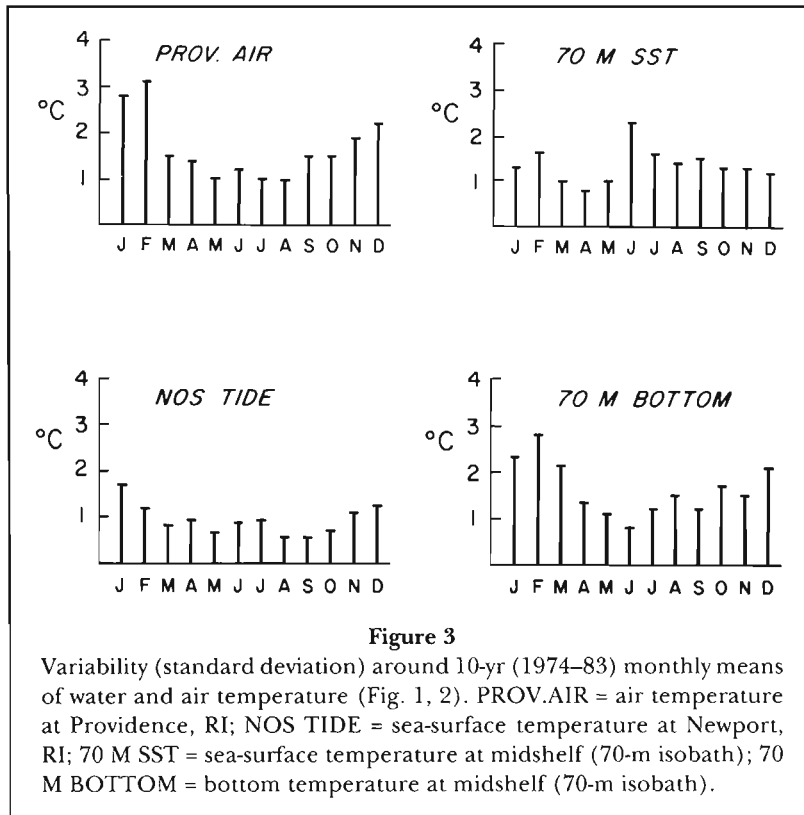 PROV. AIR
4
3
°C
2
1
J F M A M J J A S O N D
70 M SST
4
3
°C
2
1
J F M A M J J A S O N D
NOS TIDE
4
3
°C
2
1
J F M A M J J A S O N D
70 M BOTTOM
4
3
°C
2
1
J F M A M J J A S O N D
Figure 3
Variability (standard deviation) around 10-yr (1974–83) monthly means
of water and air temperature (Fig. 1, 2). PROV.AIR = air temperature
at Providence, RI; NOS TIDE = sea-surface temperature at Newport,
RI; 70 M SST = sea-surface temperature at midshelf (70-m isobath); 70
M BOTTOM = bottom temperature at midshelf (70-m isobath).